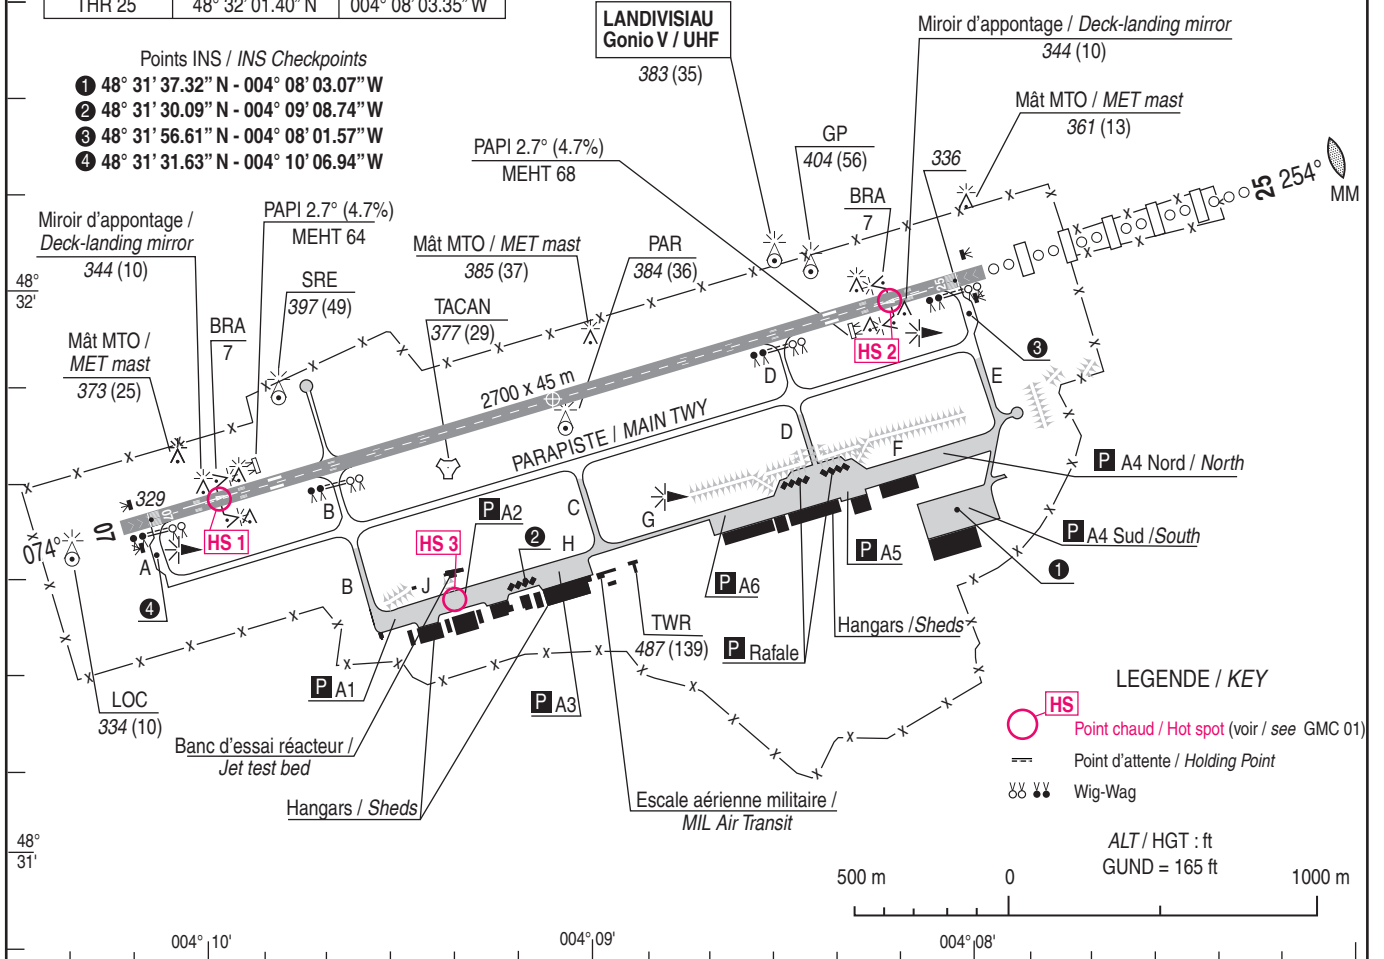 THR 25 48° 32' 01.40" N 004° 08' 03.35" W
Points INS / INS Checkpoints
1 48° 31' 37.32" N - 004° 08' 03.07" W
2 48° 31' 30.09" N - 004° 09' 08.74" W
3 48° 31' 56.61" N - 004° 08' 01.57" W
4 48° 31' 31.63" N - 004° 10' 06.94" W
LANDIVISIAU
Gonio V / UHF
383 (35)
Miroir d'appontage / Deck-landing mirror
344 (10)
Mât MTO / MET mast
361 (13)
PAPI 2.7° (4.7%)
MEHT 68
GP
404 (56)
BRA
7
336
25 254°
MM
Miroir d'appontage /
Deck-landing mirror
344 (10)
PAPI 2.7° (4.7%)
MEHT 64
SRE
397 (49)
Mât MTO / MET mast
385 (37)
PAR
384 (36)
TACAN
377 (29)
48°
32'
Mât MTO /
MET mast
373 (25)
BRA
7
25
HS 2
3
2700 x 45 m
PARAPISTE / MAIN TWY
D
E
D
F
P A4 Nord / North
329
07
07
074°
HS 1
B
C
G
P A2
HS 3
2
H
A
B
J
4
P A6
P A5
P A4 Sud / South
1
TWR
487 (139)
P Rafale
Hangars / Sheds
LOC
334 (10)
P A1
P A3
Banc d'essai réacteur /
Jet test bed
Hangars / Sheds
Escale aérienne militaire /
MIL Air Transit
LEGENDE / KEY
HS
Point chaud / Hot spot (voir / see GMC 01)
Point d'attente / Holding Point
Wig-Wag
ALT / HGT : ft
GUND = 165 ft
48°
31'
500 m 0 1000 m
004° 10' 004° 09' 004° 08'